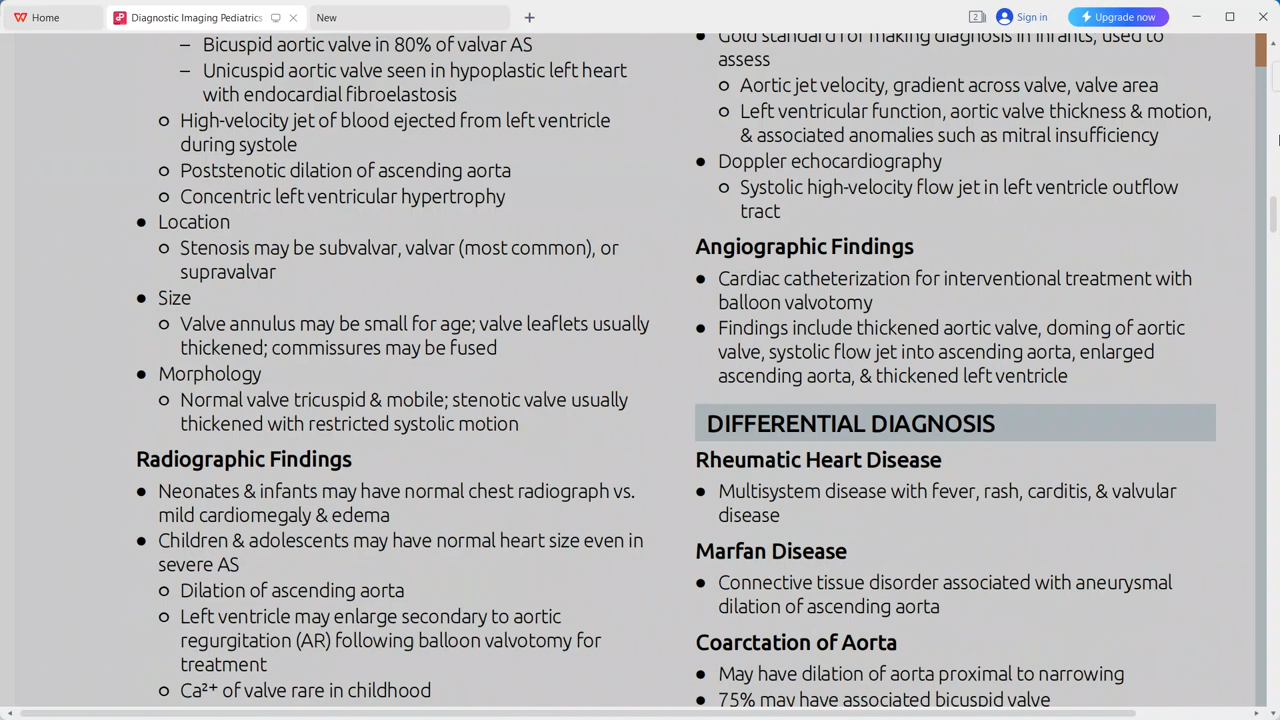 Home
Diagnostic Imaging Pediatrics
New
2
Sign in
Upgrade now
– Bicuspid aortic valve in 80% of valvar AS
– Unicuspid aortic valve seen in hypoplastic left heart
with endocardial fibroelastosis
o High-velocity jet of blood ejected from left ventricle
during systole
o Poststenotic dilation of ascending aorta
o Concentric left ventricular hypertrophy
● Location
o Stenosis may be subvalvar, valvar (most common), or
supravalvar
● Size
o Valve annulus may be small for age; valve leaflets usually
thickened; commissures may be fused
● Morphology
o Normal valve tricuspid & mobile; stenotic valve usually
thickened with restricted systolic motion
Radiographic Findings
● Neonates & infants may have normal chest radiograph vs.
mild cardiomegaly & edema
● Children & adolescents may have normal heart size even in
severe AS
o Dilation of ascending aorta
o Left ventricle may enlarge secondary to aortic
regurgitation (AR) following balloon valvotomy for
treatment
o Ca²⁺ of valve rare in childhood
● Gold standard for making diagnosis in infants, used to
assess
o Aortic jet velocity, gradient across valve, valve area
o Left ventricular function, aortic valve thickness & motion,
& associated anomalies such as mitral insufficiency
● Doppler echocardiography
o Systolic high-velocity flow jet in left ventricle outflow
tract
Angiographic Findings
● Cardiac catheterization for interventional treatment with
balloon valvotomy
● Findings include thickened aortic valve, doming of aortic
valve, systolic flow jet into ascending aorta, enlarged
ascending aorta, & thickened left ventricle
DIFFERENTIAL DIAGNOSIS
Rheumatic Heart Disease
● Multisystem disease with fever, rash, carditis, & valvular
disease
Marfan Disease
● Connective tissue disorder associated with aneurysmal
dilation of ascending aorta
Coarctation of Aorta
● May have dilation of aorta proximal to narrowing
● 75% may have associated bicuspid valve